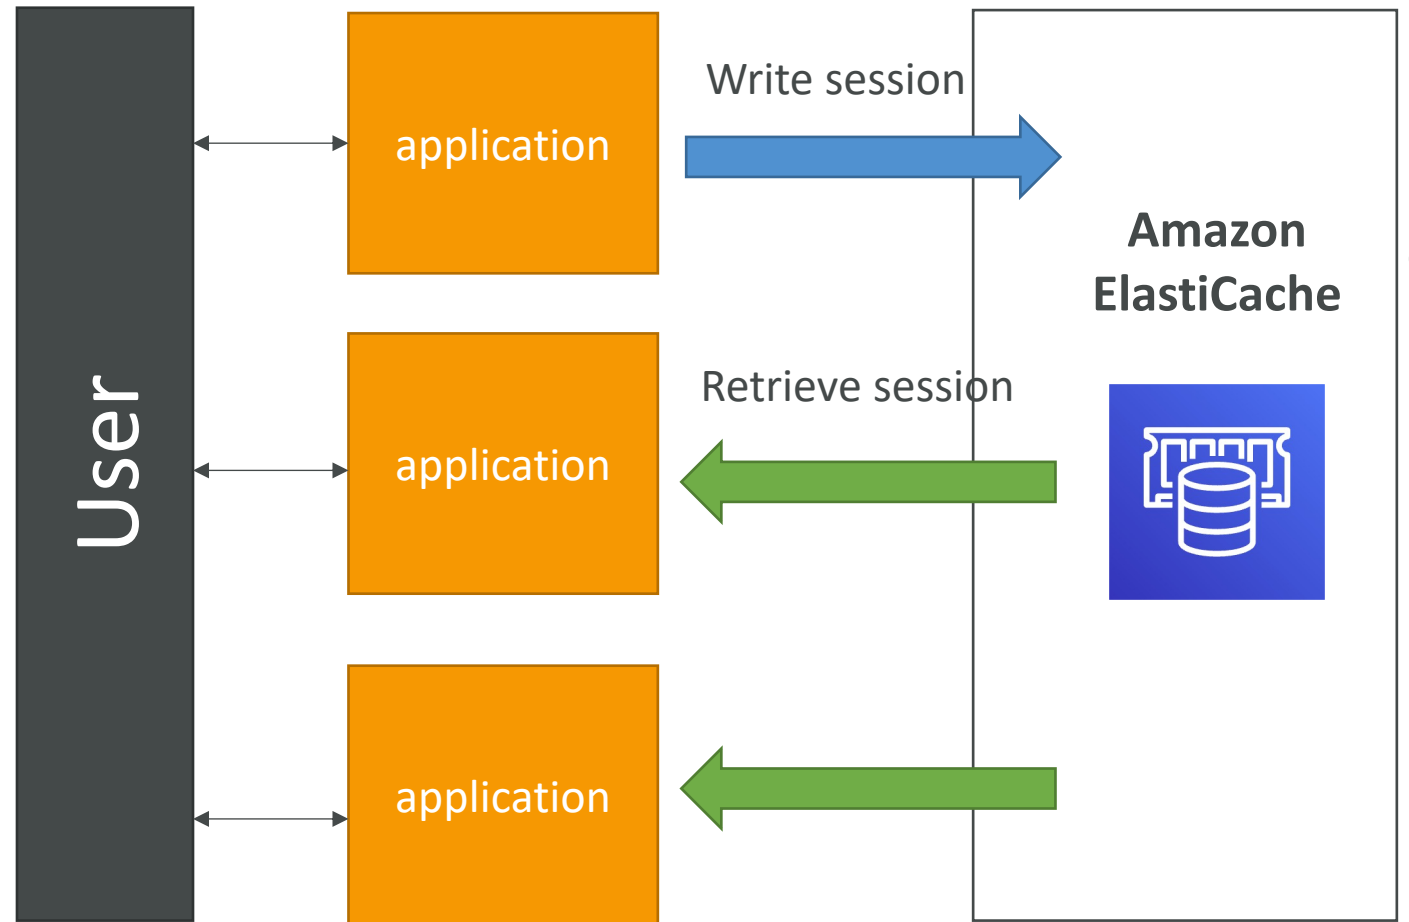 User
application
Write session
Amazon
ElastiCache
application
Retrieve session
application